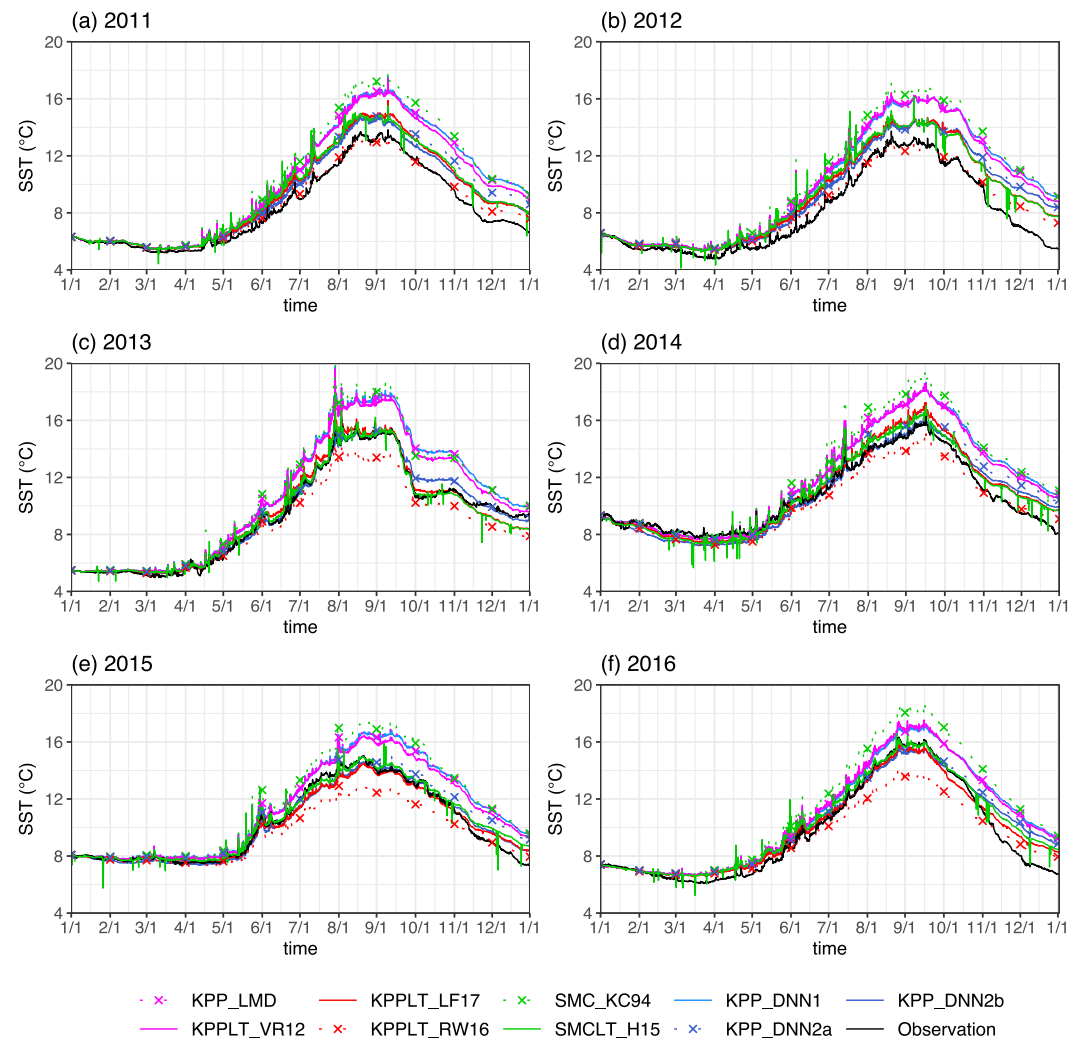 (a) 2011
(b) 2012
20
16
12
8
4
SST (°C)
1/1 2/1 3/1 4/1 5/1 6/1 7/1 8/1 9/1 10/1 11/1 12/1 1/1
time
20
16
12
8
4
SST (°C)
1/1 2/1 3/1 4/1 5/1 6/1 7/1 8/1 9/1 10/1 11/1 12/1 1/1
time
(c) 2013
(d) 2014
20
16
12
8
4
SST (°C)
1/1 2/1 3/1 4/1 5/1 6/1 7/1 8/1 9/1 10/1 11/1 12/1 1/1
time
20
16
12
8
4
SST (°C)
1/1 2/1 3/1 4/1 5/1 6/1 7/1 8/1 9/1 10/1 11/1 12/1 1/1
time
(e) 2015
(f) 2016
20
16
12
8
4
SST (°C)
1/1 2/1 3/1 4/1 5/1 6/1 7/1 8/1 9/1 10/1 11/1 12/1 1/1
time
20
16
12
8
4
SST (°C)
1/1 2/1 3/1 4/1 5/1 6/1 7/1 8/1 9/1 10/1 11/1 12/1 1/1
time
KPP_LMD KPPLT_LF17 SMC_KC94 KPP_DNN1 KPP_DNN2b
KPPLT_VR12 KPPLT_RW16 SMCLT_H15 KPP_DNN2a Observation